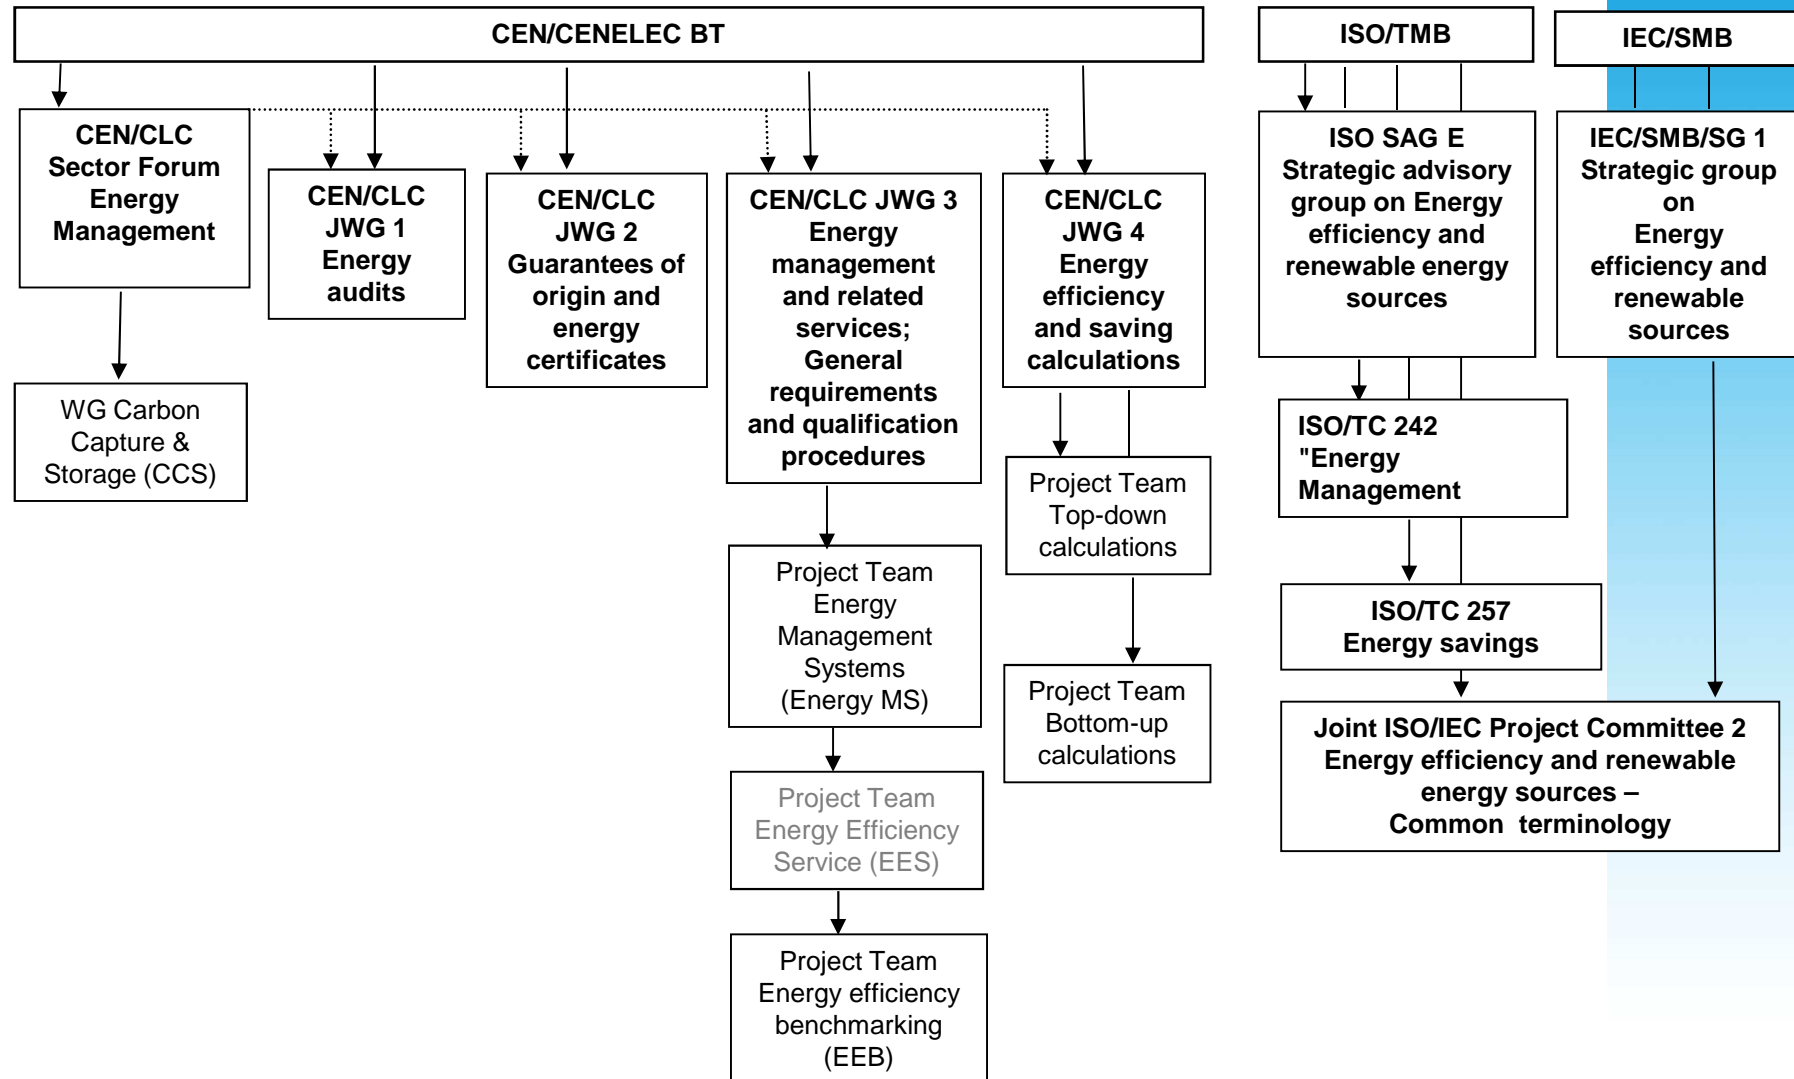 CEN/CENELEC BT
ISO/TMB
IEC/SMB
CEN/CLC
Sector Forum
Energy
Management
CEN/CLC
JWG 1
Energy
audits
CEN/CLC
JWG 2
Guarantees of
origin and
energy
certificates
CEN/CLC JWG 3
Energy
management
and related
services;
General
requirements
and qualification
procedures
CEN/CLC
JWG 4
Energy
efficiency
and saving
calculations
ISO SAG E
Strategic advisory
group on Energy
efficiency and
renewable energy
sources
IEC/SMB/SG 1
Strategic group
on
Energy
efficiency and
renewable
sources
WG Carbon
Capture &
Storage (CCS)
Project Team
Energy
Management
Systems
(Energy MS)
Project Team
Energy Efficiency
Service (EES)
Project Team
Energy efficiency
benchmarking
(EEB)
Project Team
Top-down
calculations
Project Team
Bottom-up
calculations
ISO/TC 242
"Energy
Management
ISO/TC 257
Energy savings
Joint ISO/IEC Project Committee 2
Energy efficiency and renewable
energy sources –
Common terminology